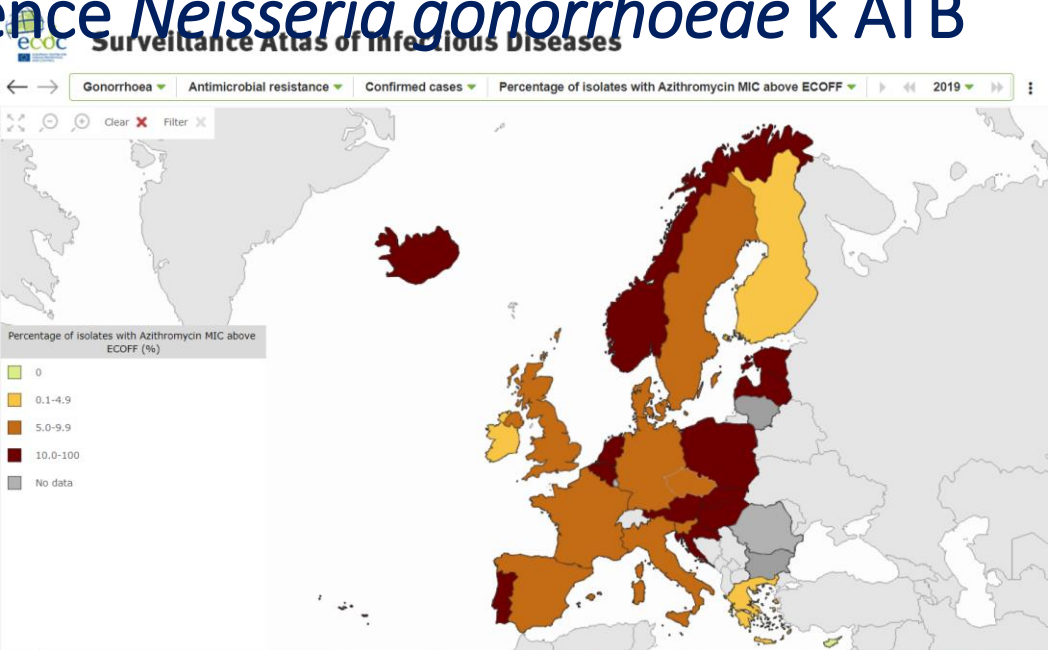 ence Neisseria gonorrhoeae k ATB
ecdc Surveillance Atlas of Infectious Diseases
Gonorrhoea Antimicrobial resistance Confirmed cases Percentage of isolates with Azithromycin MIC above ECOFF 2019
Clear Filter
Percentage of isolates with Azithromycin MIC above
ECOFF (%)
0
0.1-4.9
5.0-9.9
10.0-100
No data